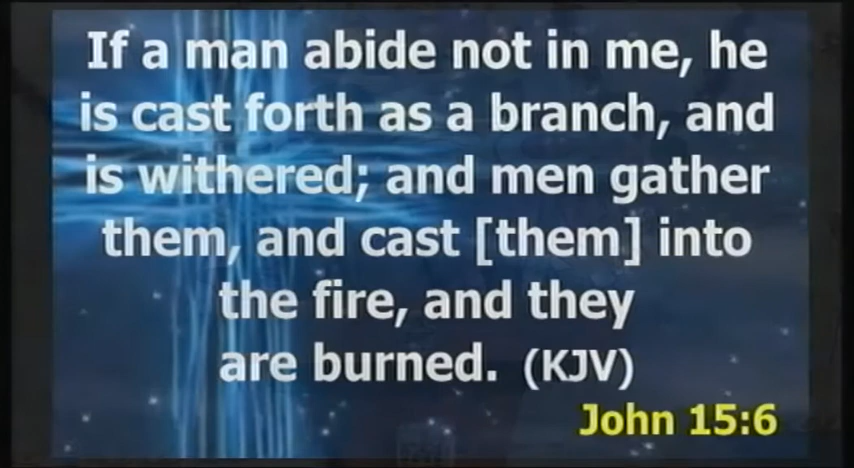 If a man abide not in me, he
is cast forth as a branch, and
is withered; and men gather
them, and cast [them] into
the fire, and they
are burned. (KJV)
John 15:6